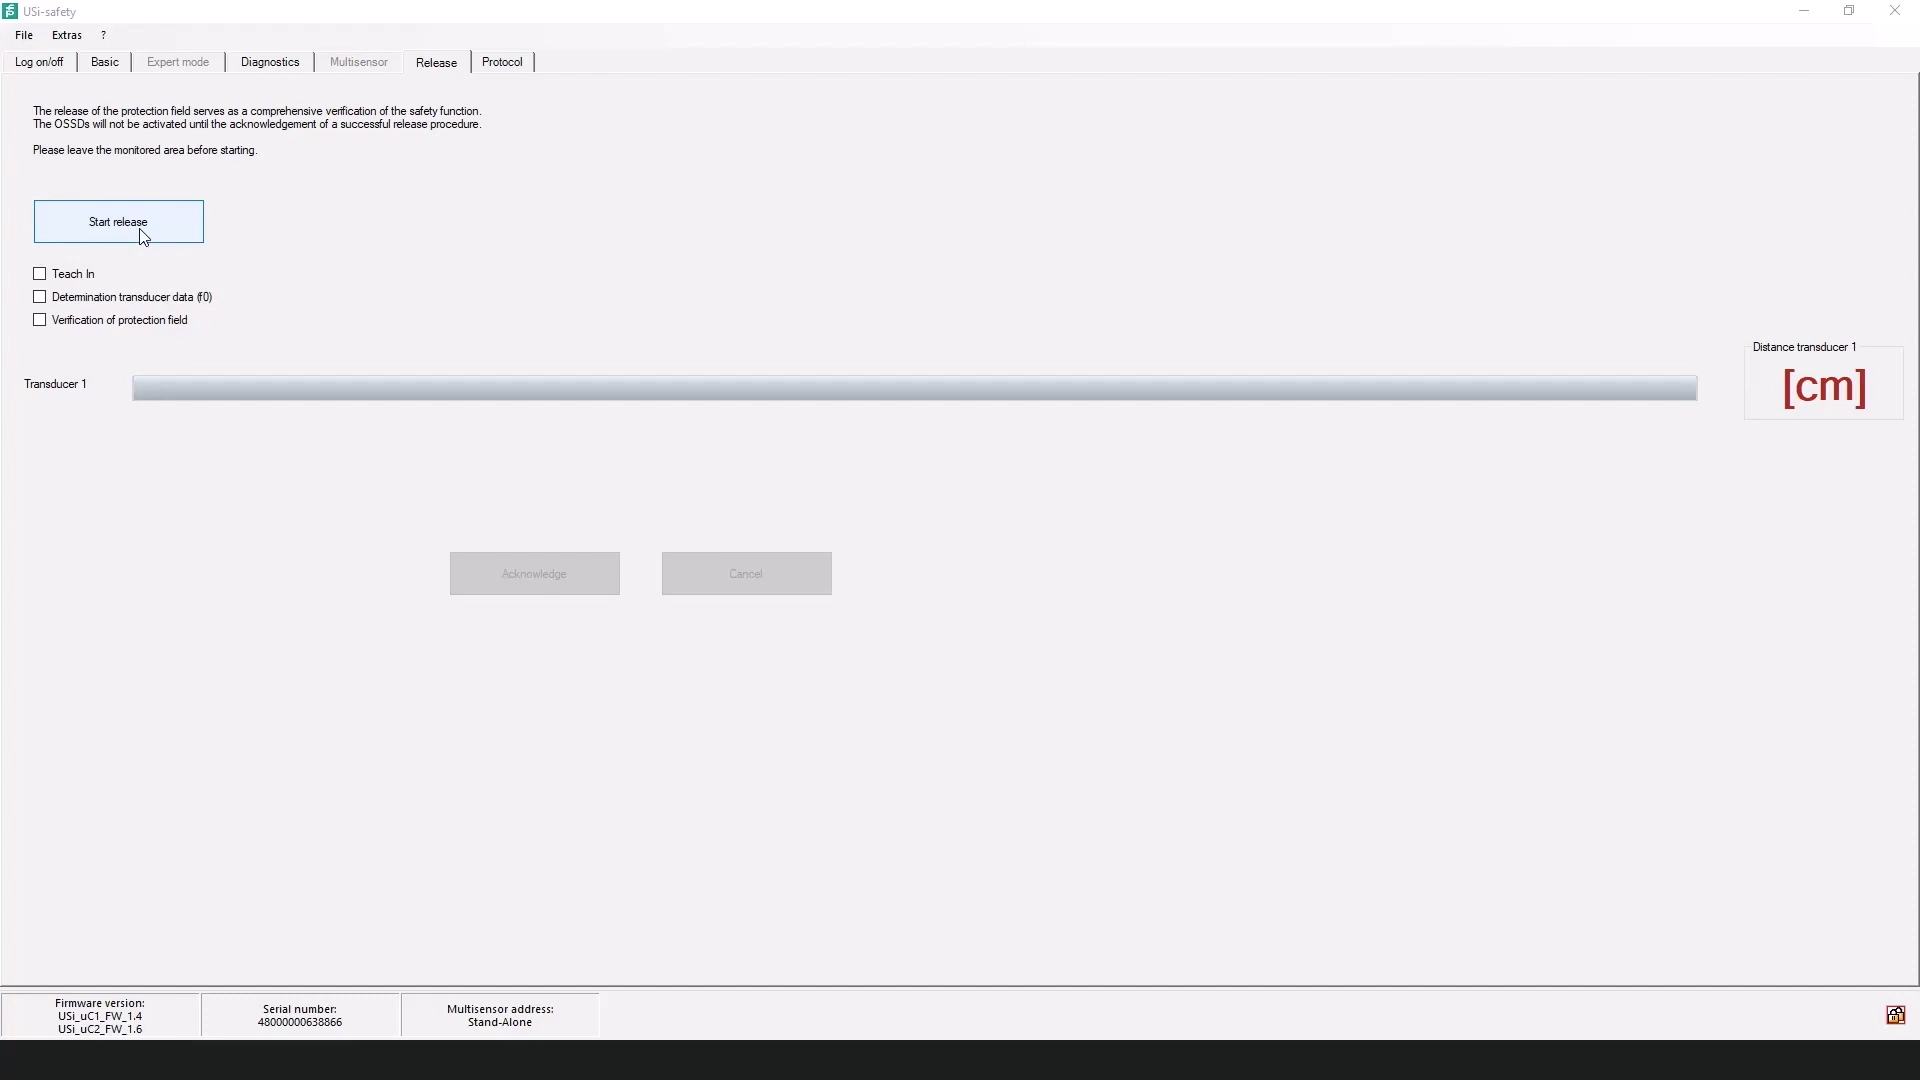 USi-safety
File Extras ?
Log on/off Basic Expert mode Diagnostics Multisensor Release Protocol
The release of the protection field serves as a comprehensive verification of the safety function.
The OSSDs will not be activated until the acknowledgement of a successful release procedure.
Please leave the monitored area before starting.
Start release
Teach In
Determination transducer data (f0)
Verification of protection field
Distance transducer 1
Transducer 1
[cm]
Acknowledge Cancel
Firmware version:
USi_uC1_FW_1.4
USi_uC2_FW_1.6
Serial number:
48000000638866
Multisensor address:
Stand-Alone